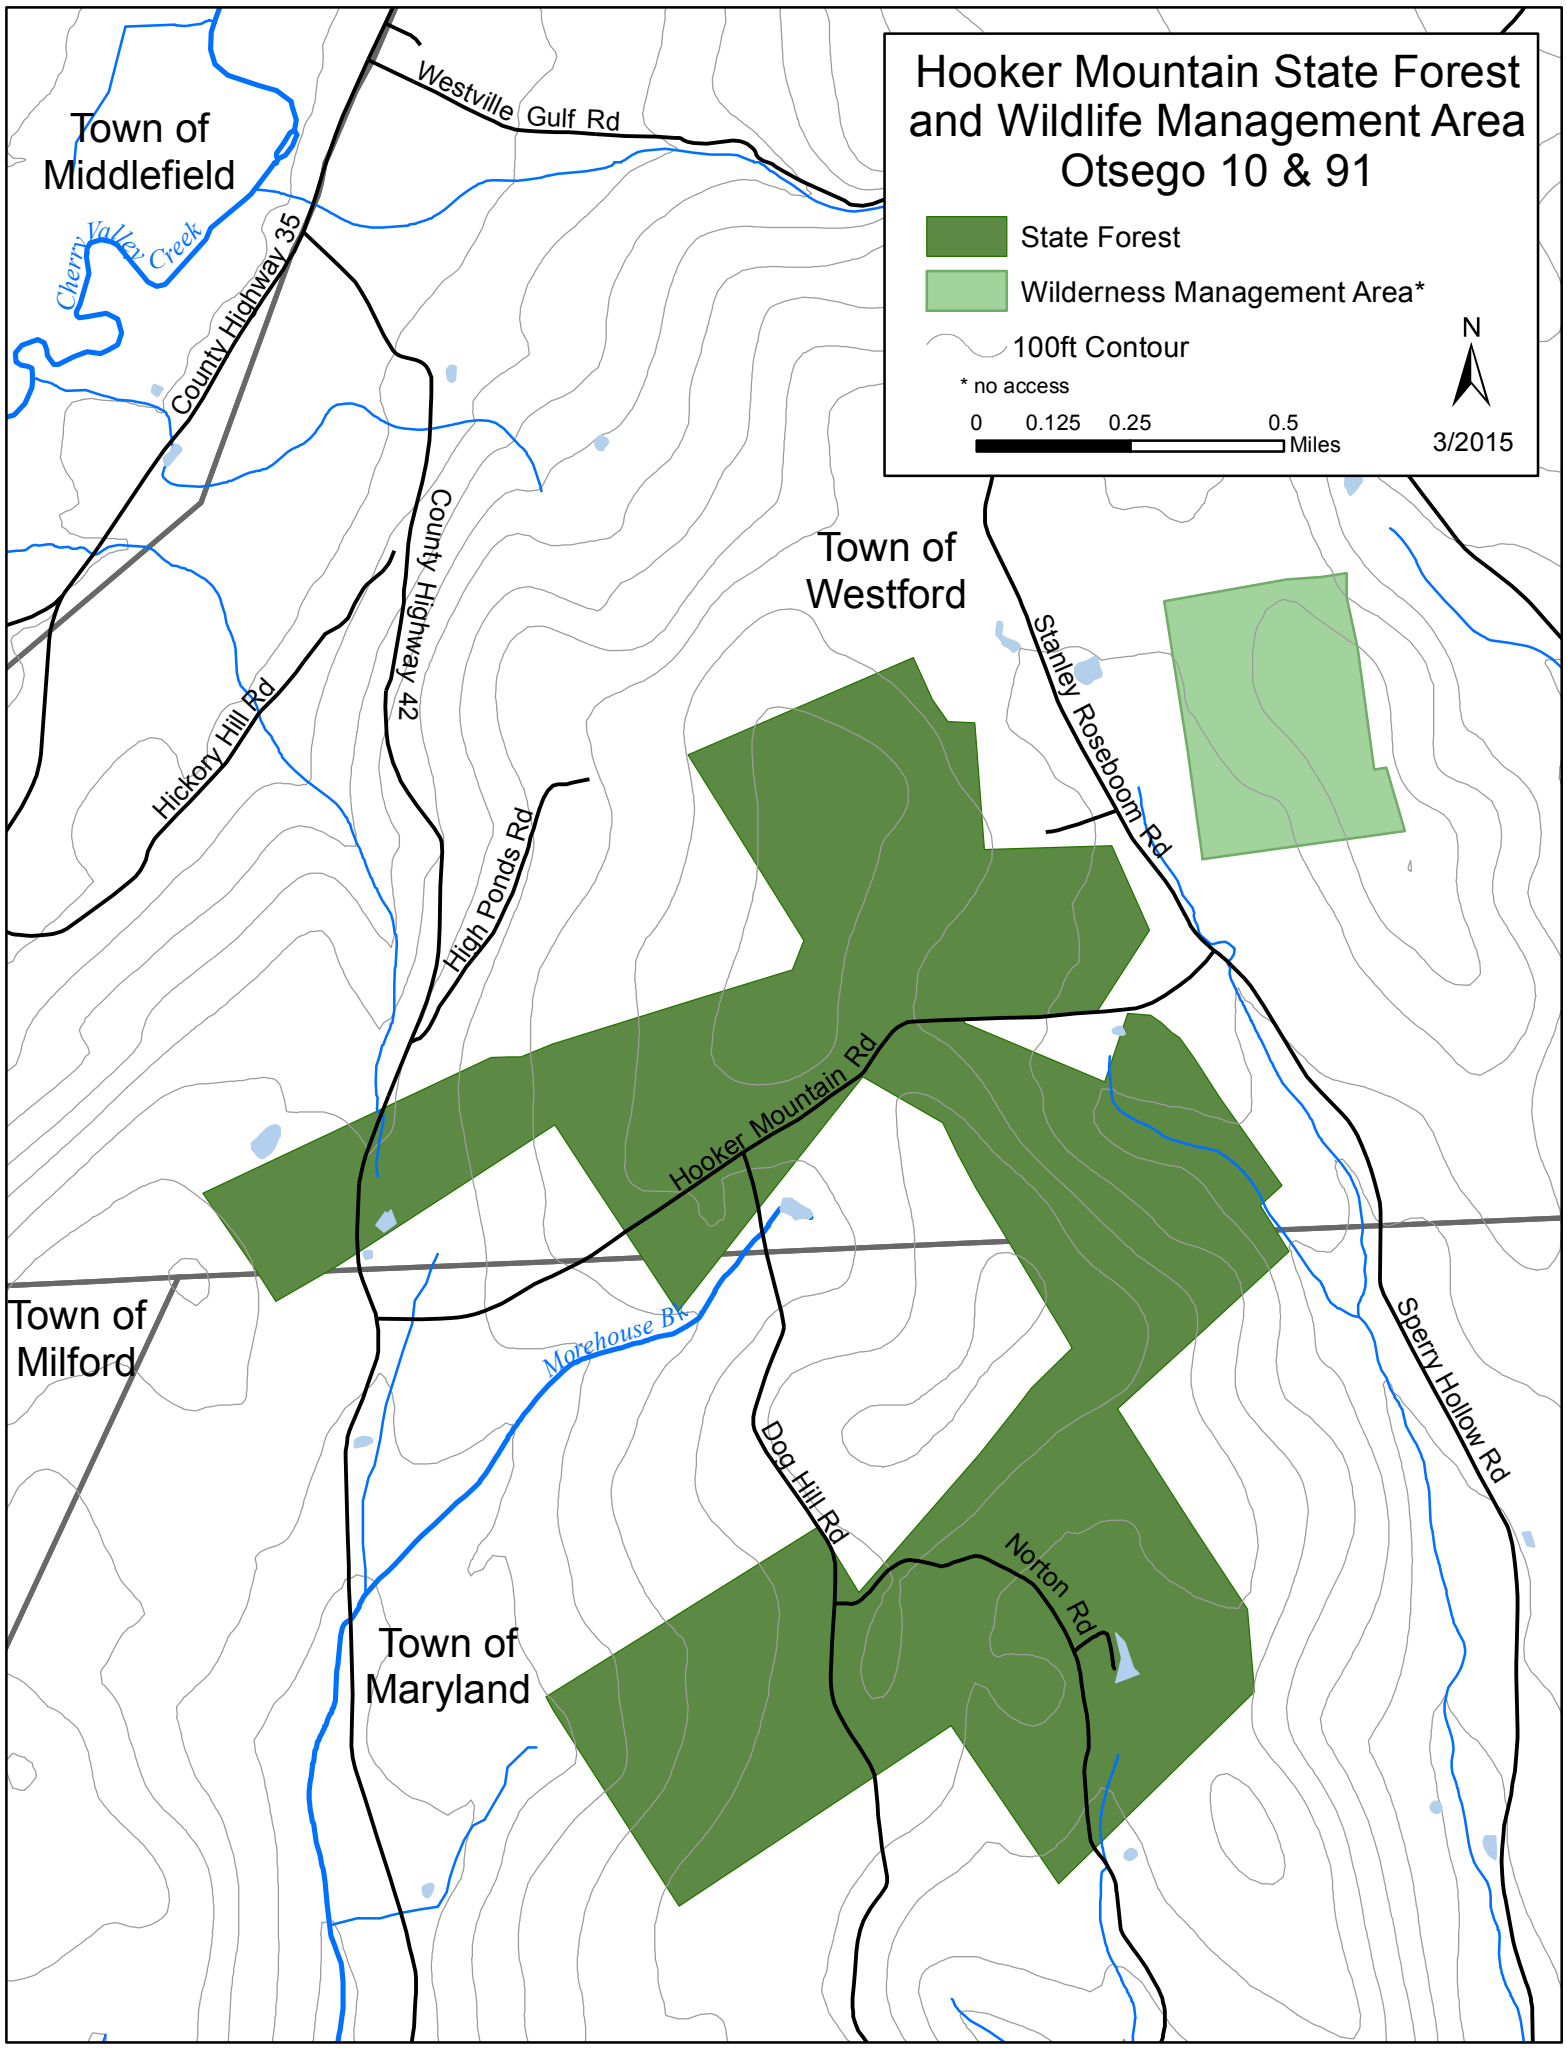 Hooker Mountain State Forest
and Wildlife Management Area
Otsego 10 & 91
State Forest
Wilderness Management Area*
100ft Contour
* no access
0 0.125 0.25 0.5
Miles
N
3/2015
Westville Gulf Rd
Town of
Middlefield
Cherry Valley Creek
County Highway 35
County Highway 42
Town of
Westford
Stanley Roseboom Rd
Hickory Hill Rd
High Ponds Rd
Hooker Mountain Rd
Town of
Milford
Morehouse Bk
Sperry Hollow Rd
Dog Hill Rd
Norton Rd
Town of
Maryland